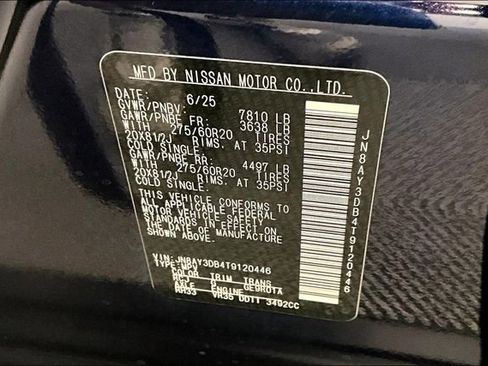 MFD BY NISSAN MOTOR CO.,LTD.
DATE: 6/25
GVWR/PNBV: 7810 LB
GAWR/PNBE FR: 3638 LB
WITH 275/60R20 TIRES
20X8 1/2J RIMS, AT 35PSI
COLD SINGLE
GAWR/PNBE RR: 4497 LB
WITH 275/60R20 TIRES
20X8 1/2J RIMS, AT 35PSI
COLD SINGLE.
THIS VEHICLE CONFORMS TO
ALL APPLICABLE FEDERAL
MOTOR VEHICLE SAFETY
STANDARDS IN EFFECT
ON THE DATE OF MANUFACTURE
SHOWN ABOVE.
VIN:JN8AY3DB4T9120446
TYPE:MPV
COLOR TRIM TRANS
AXLE ENGINE
VR35 DDTT 3492CC
JN8AY3DB4T9120446